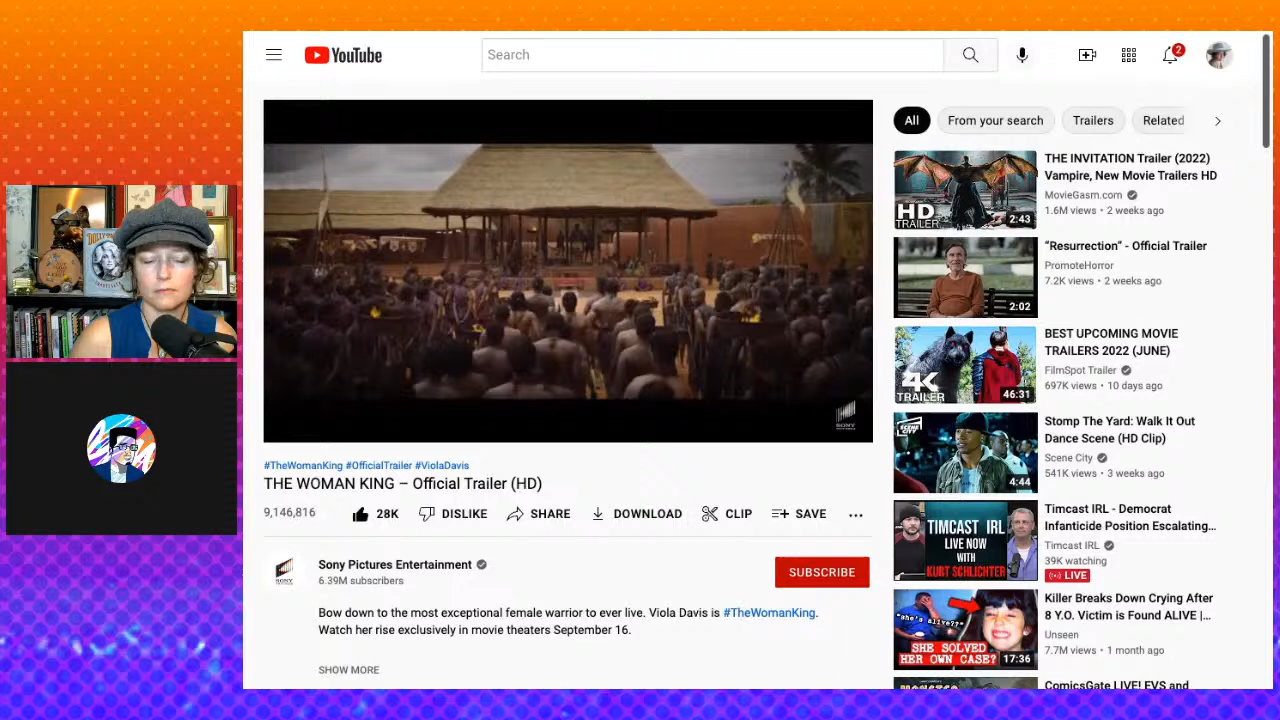 YouTube
Search
2
All
From your search
Trailers
Related
SONY
#TheWomanKing #OfficialTrailer #ViolaDavis
THE WOMAN KING – Official Trailer (HD)
9,146,816
28K
DISLIKE
SHARE
DOWNLOAD
CLIP
SAVE
SONY
Sony Pictures Entertainment
6.39M subscribers
SUBSCRIBE
Bow down to the most exceptional female warrior to ever live. Viola Davis is #TheWomanKing.
Watch her rise exclusively in movie theaters September 16.
SHOW MORE
HD
TRAILER
2:43
THE INVITATION Trailer (2022)
Vampire, New Movie Trailers HD
MovieGasm.com
1.6M views • 2 weeks ago
2:02
“Resurrection” - Official Trailer
PromoteHorror
7.2K views • 2 weeks ago
4K
TRAILER
46:31
BEST UPCOMING MOVIE
TRAILERS 2022 (JUNE)
FilmSpot Trailer
697K views • 10 days ago
SCENE
CITY
4:44
Stomp The Yard: Walk It Out
Dance Scene (HD Clip)
Scene City
541K views • 3 weeks ago
TIMCAST IRL
LIVE NOW
WITH
KURT SCHLICHTER
Timcast IRL - Democrat
Infanticide Position Escalating...
Timcast IRL
39K watching
LIVE
"she's alive??"
SHE SOLVED
HER OWN CASE?
17:36
Killer Breaks Down Crying After
8 Y.O. Victim is Found ALIVE |...
Unseen
7.7M views • 1 month ago
ComicsGate LIVE! EVS and
DOLLY